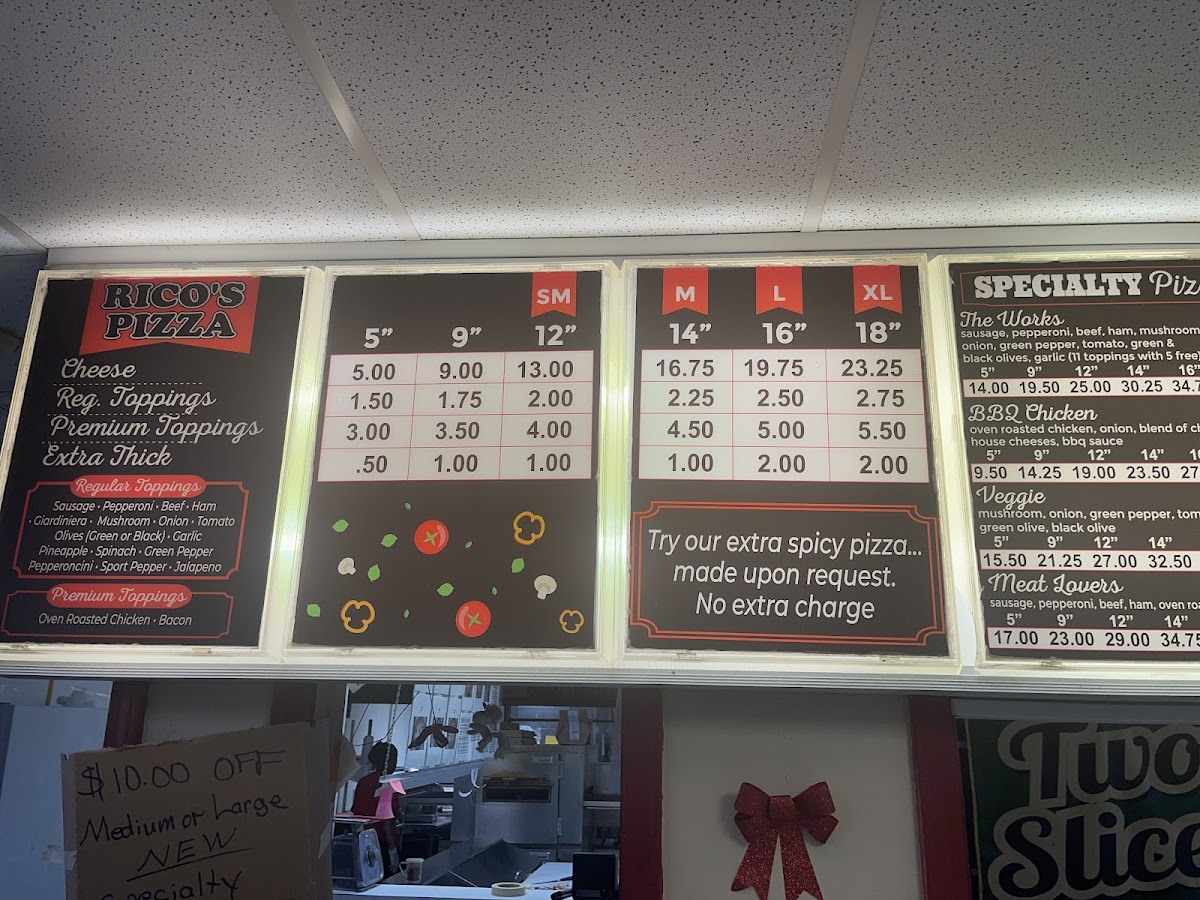 RICO'S
PIZZA
Cheese
Reg. Toppings
Premium Toppings
Extra Thick
Regular Toppings
Sausage · Pepperoni · Beef · Ham
· Giardiniera · Mushroom · Onion · Tomato
Olives (Green or Black) · Garlic
Pineapple · Spinach · Green Pepper
Pepperoncini · Sport Pepper · Jalapeno
Premium Toppings
Oven Roasted Chicken · Bacon
SM
5” 9” 12”
5.00 9.00 13.00
1.50 1.75 2.00
3.00 3.50 4.00
.50 1.00 1.00
M L XL
14” 16” 18”
16.75 19.75 23.25
2.25 2.50 2.75
4.50 5.00 5.50
1.00 2.00 2.00
Try our extra spicy pizza...
made upon request.
No extra charge
SPECIALTY Piz
The Works
sausage, pepperoni, beef, ham, mushroom
onion, green pepper, tomato, green &
black olives, garlic (11 toppings with 5 free
5” 9” 12” 14” 16”
14.00 19.50 25.00 30.25 34.7
BBQ Chicken
oven roasted chicken, onion, blend of
house cheeses, bbq sauce
5” 9” 12” 14”
9.50 14.25 19.00 23.50 27
Veggie
mushroom, onion, green pepper, tom
green olive, black olive
5” 9” 12” 14”
15.50 21.25 27.00 32.50
Meat Lovers
sausage, pepperoni, beef, ham, oven ro
5” 9” 12” 14”
17.00 23.00 29.00 34.75
$10.00 OFF
Medium or Large
NEW
Specialty
Two
Slice